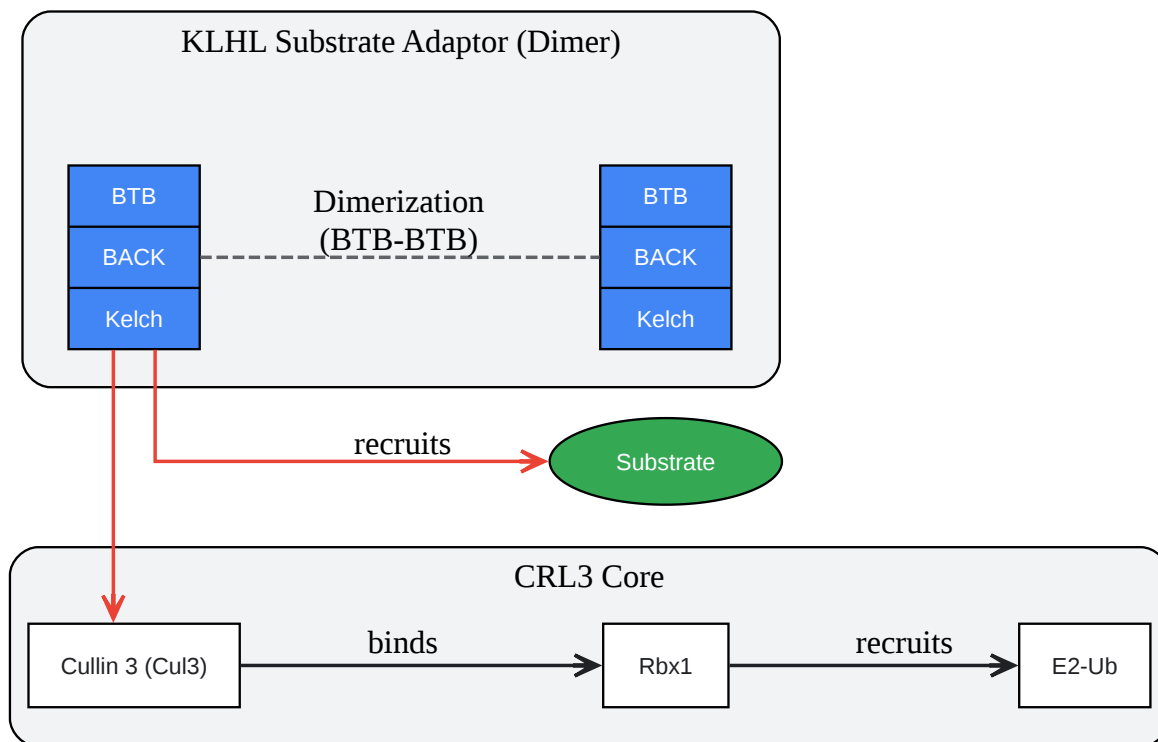 KLHL Substrate Adaptor (Dimer)
BTB
BACK
Kelch
Dimerization
(BTB-BTB)
BTB
BACK
Kelch
recruits
Substrate
CRL3 Core
Cullin 3 (Cul3)
binds
Rbx1
recruits
E2-Ub